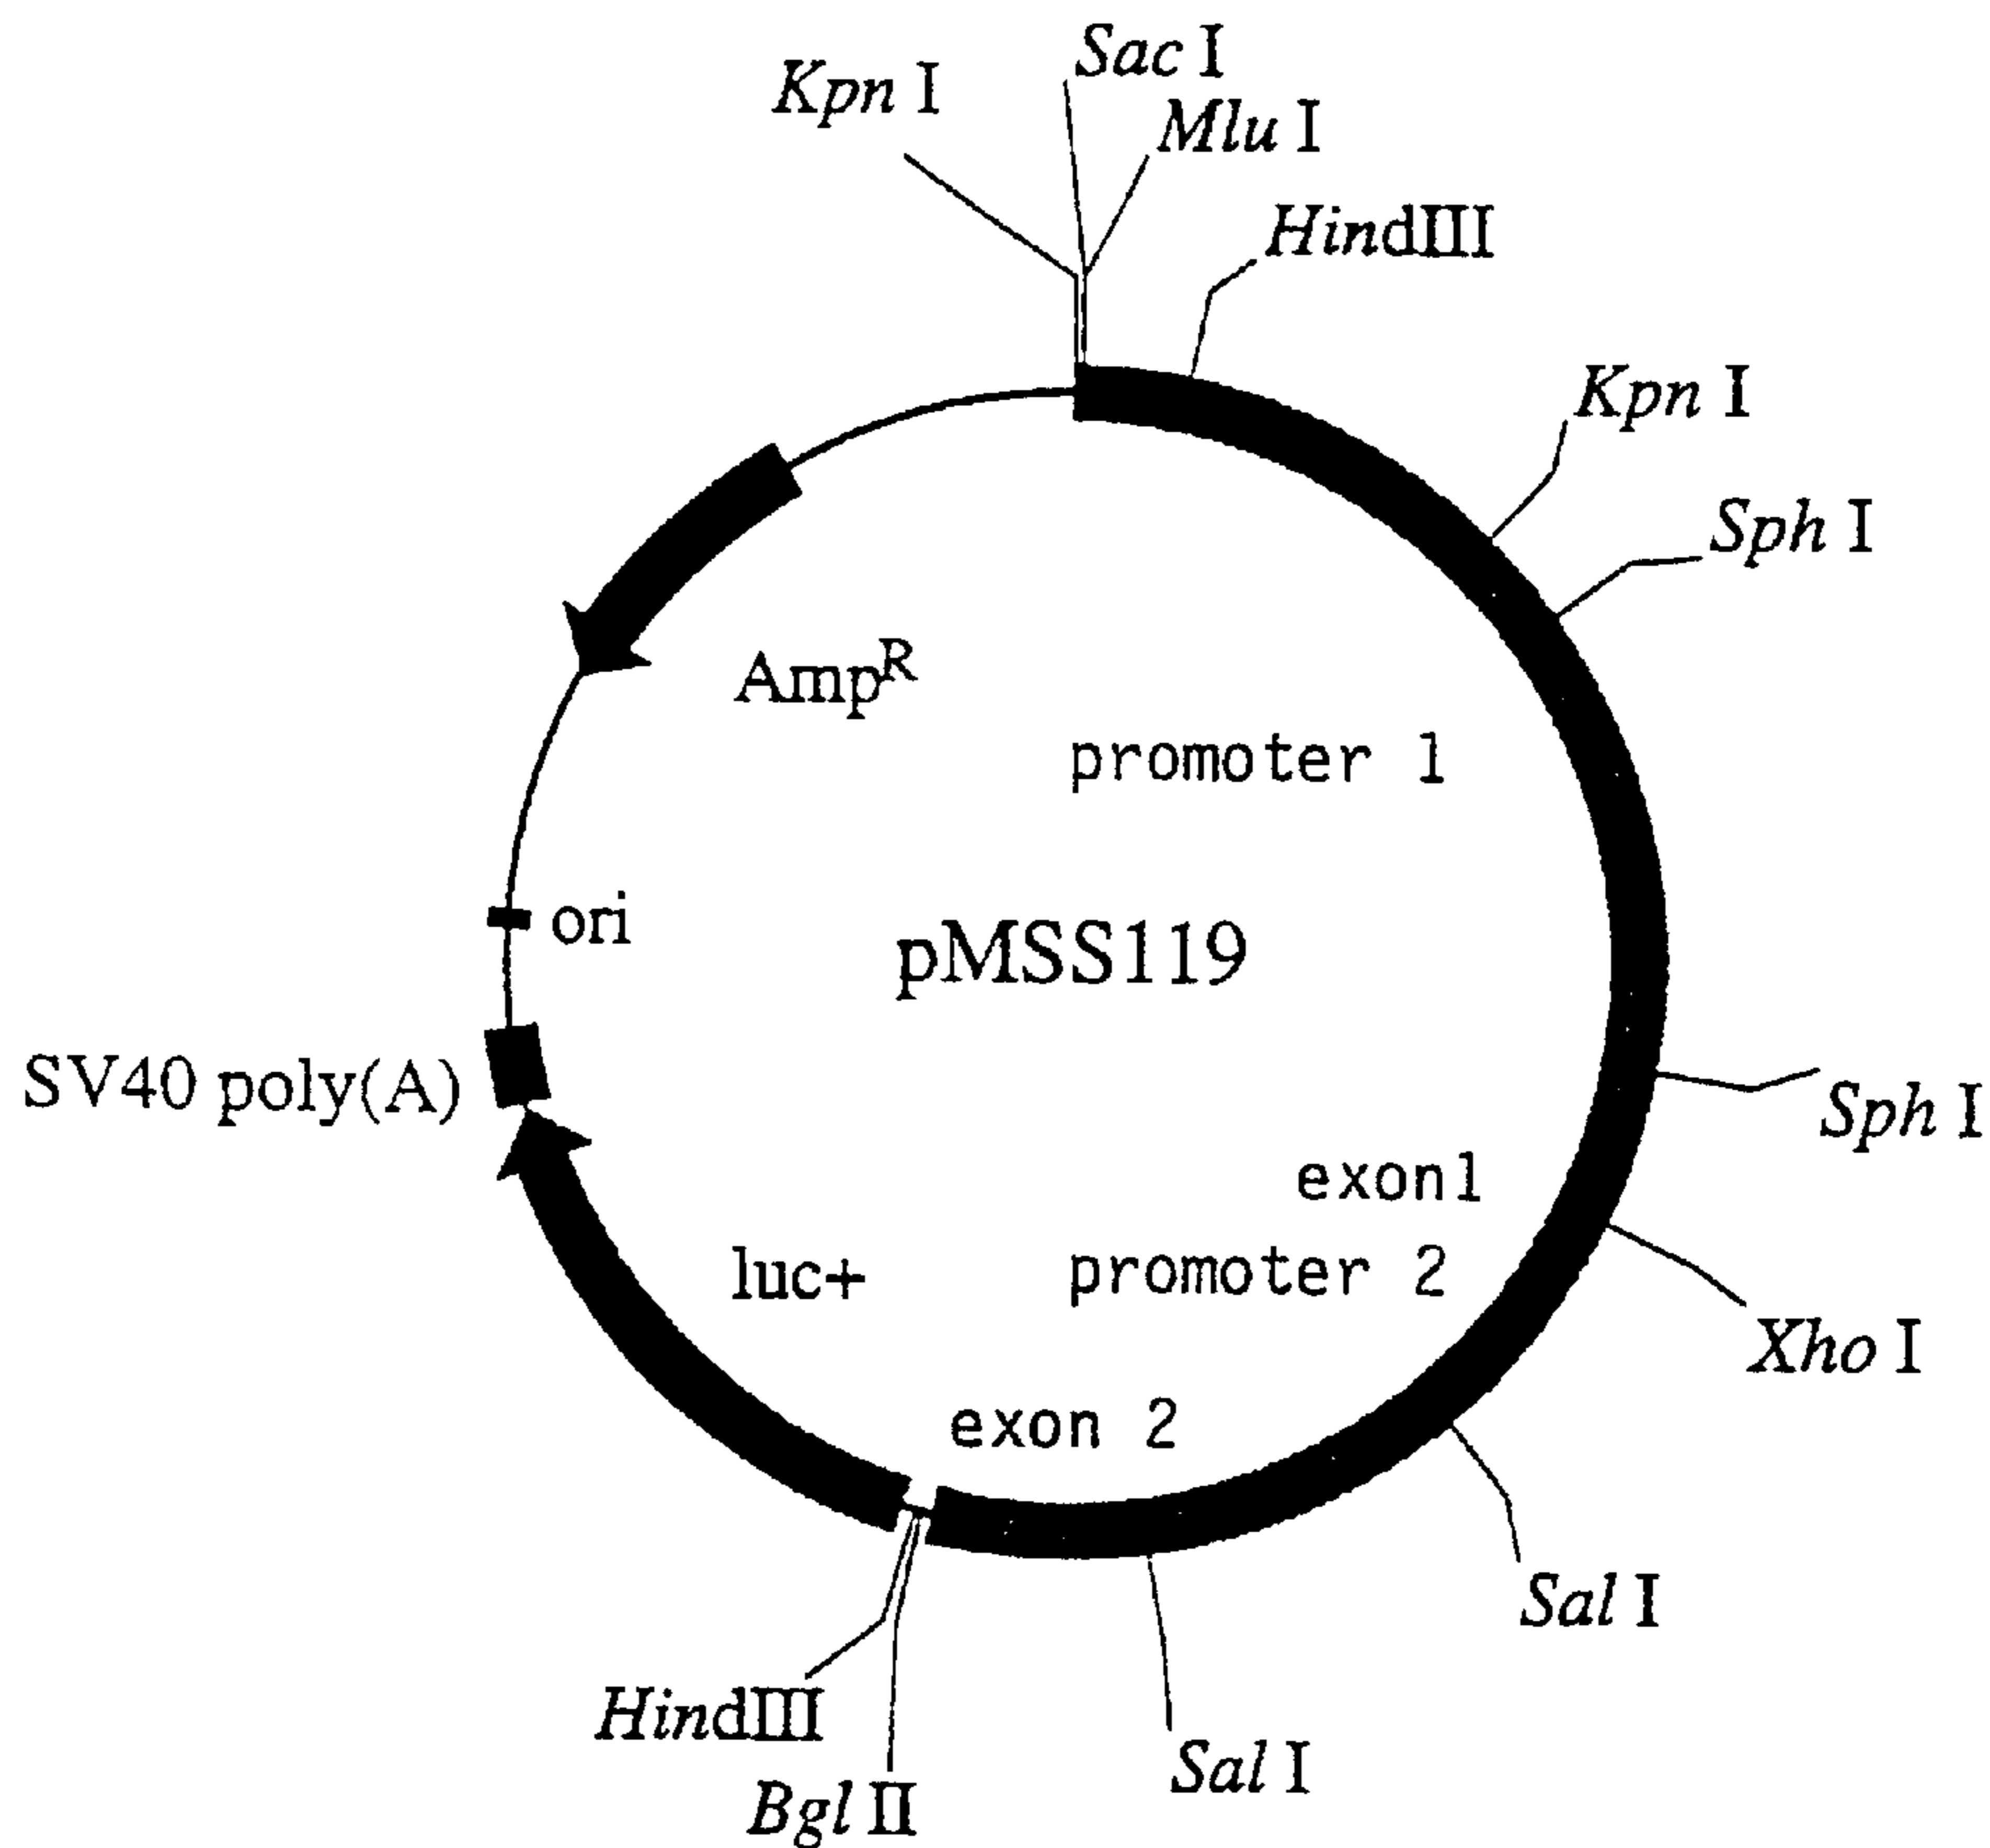 Sac I
Kpn I
Mlu I
HindIII
Kpn I
Sph I
Amp^R
promoter 1
ori
pMSS119
SV40 poly(A)
Sph I
exon1
luc+
promoter 2
Xho I
exon 2
Sal I
HindIII
Sal I
Bgl II